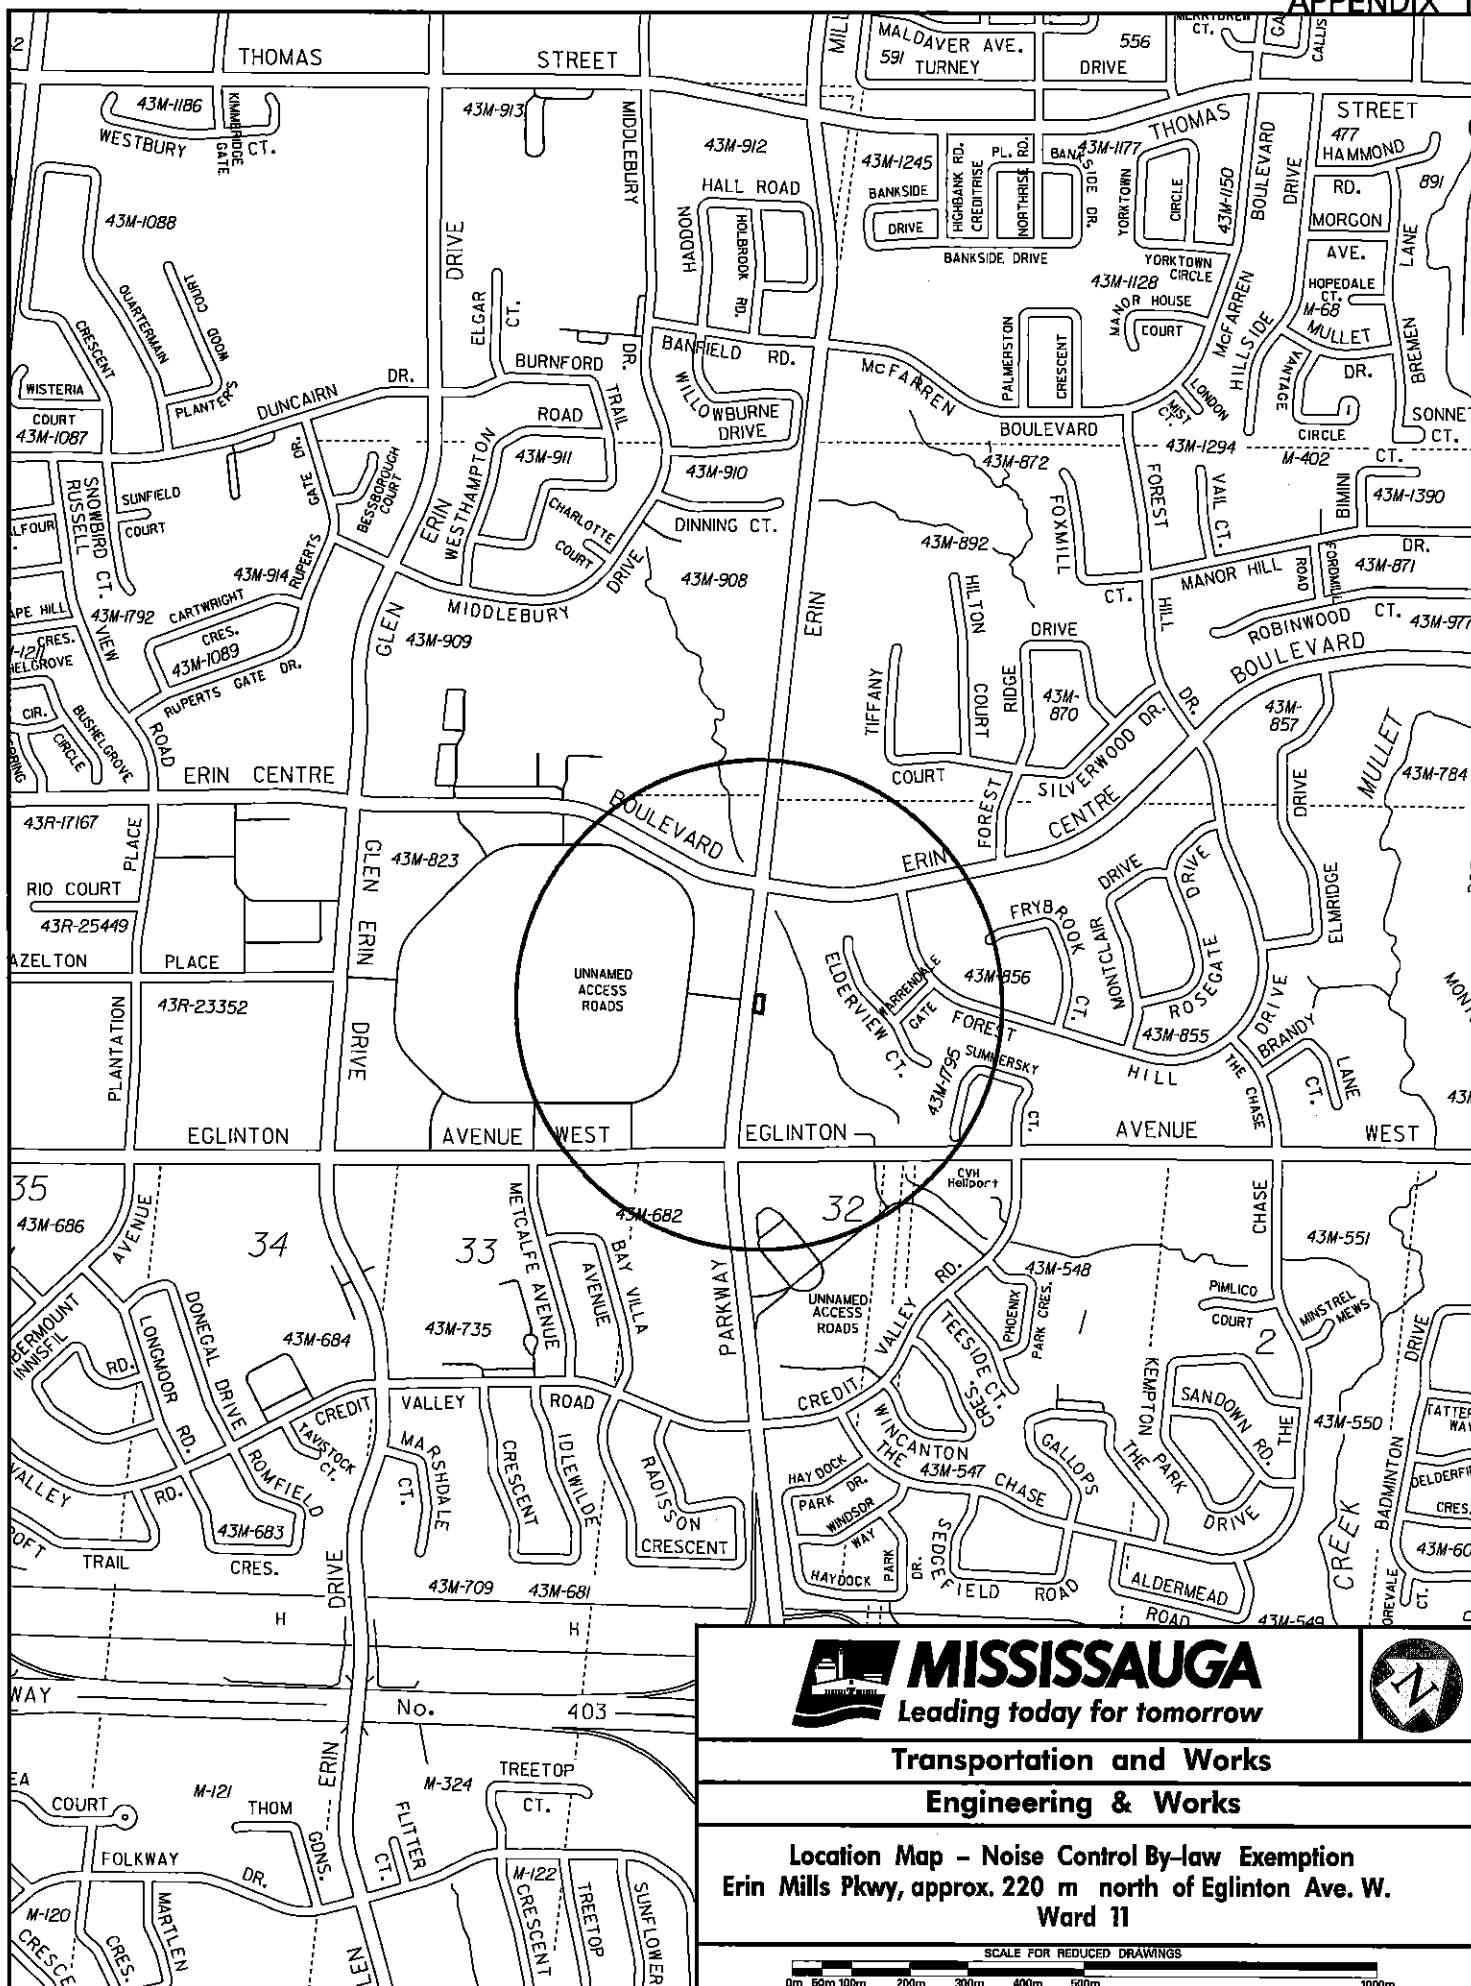 APPENDIX 1
THOMAS STREET
MALDAVER AVE.
591 TURNEY DRIVE
556
MILL
CT.
CALLIS
43M-1186
WESTBURY CT.
KIMMERIDGE GATE
43M-913
MIDDLEBURY
43M-912
43M-1245
HIGHBANK RD.
CREDITRISE
PL. RD.
NORTHRISE
BANKSIDE DR.
43M-1177
THOMAS STREET
477
HAMMOND RD.
891
BANKSIDE DRIVE
BANKSIDE DRIVE
YORKTOWN CIRCLE
43M-1150
BOULEVARD
DRIVE
MORGON AVE.
LANE
HALL ROAD
HADDON
HOLBROOK RD.
43M-1088
DRIVE
YORKTOWN CIRCLE
43M-1128
MANOR HOUSE COURT
McFARREN
HILLSIDE
HOPEDALE CT.
M-68
MULLET DR.
BREMEN
QUARTERMAIN
CRESCENT
PLANTER'S WOOD COURT
ELGAR CT.
BURNFORD TRAIL
DR.
BANFIELD RD.
McFARREN BOULEVARD
PALMERSTON CRESCENT
LONDON
MIST CT.
VANTAGE CIRCLE
SONNET CT.
WISTERIA COURT
43M-1087
DUNCAIRN DR.
WILLOWBURNE DRIVE
ROAD
43M-911
WESTHAMPTON
43M-910
43M-872
43M-1294
M-402
BIMINI CT.
43M-1390
SNOWBIRD CT.
RUSSELL
SUNFIELD COURT
GATE DR.
BESSBOROUGH COURT
ERIN
CHARLOTTE COURT
DRIVE
DINNING CT.
43M-892
FOXMILL CT.
FOREST
VAIL CT.
MANOR HILL DR.
ROAD
FORDMILL
43M-871
43M-914
RUPERTS
43M-908
MIDDLEBURY
GLEN
43M-909
ERIN
HILTON COURT
HILL DR.
ROBINWOOD CT.
43M-977
BOULEVARD
43M-1792
CARTWRIGHT CRES.
43M-1089
RUPERTS GATE DR.
VIEW ROAD
CRES.
CIR.
BUSHELGROVE
CIRCLE
TIFFANY COURT
RIDGE DRIVE
43M-870
SILVERWOOD DR.
43M-857
MULLET
43M-784
ERIN CENTRE BOULEVARD
ERIN CENTRE
FOREST
DRIVE
ELMRIDGE
43R-17167
PLACE
RIO COURT
43R-25449
43M-823
GLEN ERIN DRIVE
FRYBROOK CT.
MONTCLAIR DRIVE
ROSEGATE DRIVE
PLACE
UNNAMED
ACCESS
ROADS
ELDERVIEW CT.
WARRENDALE GATE
43M-856
43R-23352
PLANTATION
FOREST HILL
43M-855
DRIVE
BRANDY LANE CT.
43M-1795
SUMMERSKY CT.
THE CHASE
EGLINTON AVENUE WEST
EGLINTON AVENUE WEST
35
43M-686
AVENUE
34
33
METCALFE AVENUE
43M-682
32
CVH
Heliport
CHASE
43M-551
BAY VILLA AVENUE
PARKWAY
43M-548
UNNAMED
ACCESS
ROADS
VALLEY RD.
PHOENIX PARK CRES.
1
PIMLICO COURT
MINSTREL MEWS
2
INNISFIL RD.
LONGMOOR RD.
DONEGAL DRIVE
43M-684
43M-735
TEESIDE CT.
CRES.
KEMPTON PARK
SANDOWN RD.
THE
DRIVE
43M-550
CREDIT VALLEY ROAD
CREDIT
TAVISTOCK CT.
MARSHDALE CT.
CRESCENT
IDLEWILDE
RADISSON CRESCENT
WINCANTON
THE CHASE
43M-547
GALLOPS
THE
DRIVE
HAYDOCK PARK DR.
WINDSOR WAY
HAYDOCK PARK DR.
SEDGEFIELD ROAD
ALDERMEAD ROAD
CREEK
BADMINTON
CRES.
CT.
43M-549
VALLEY RD.
ROMFIELD CRES.
43M-683
TRAIL
DRIVE
43M-709
43M-681
H
H
No. 403
ERIN
M-121
M-324
COURT
THOM GDNS.
FLITTER CT.
TREETOP CT.
FOLKWAY DR.
M-120
MARTLEN
CRES.
M-122
CRESCENT
TREETOP
SUNFLOWER
MISSISSAUGA
Leading today for tomorrow
N
Transportation and Works
Engineering & Works
Location Map – Noise Control By-law Exemption
Erin Mills Pkwy, approx. 220 m north of Eglinton Ave. W.
Ward 11
SCALE FOR REDUCED DRAWINGS
0m 50m 100m 200m 300m 400m 500m 1000m